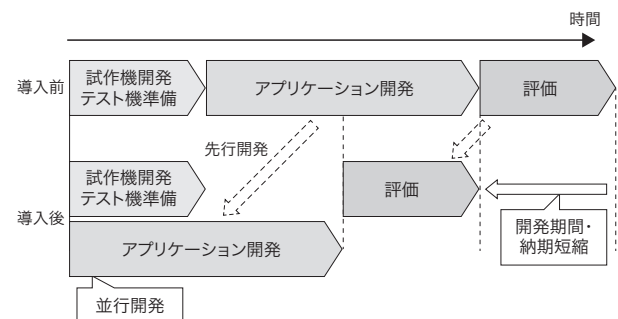 時間
導入前
試作機開発
テスト機準備
アプリケーション開発
評価
先行開発
導入後
試作機開発
テスト機準備
評価
アプリケーション開発
開発期間・
納期短縮
並行開発